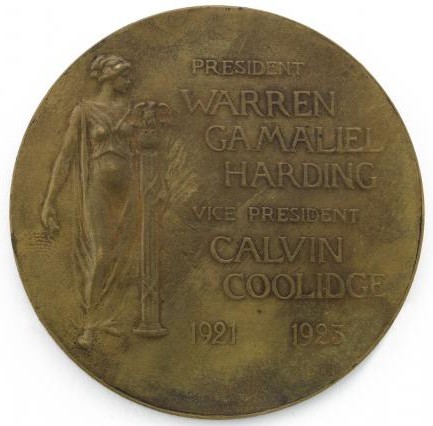 PRESIDENT
WARREN
GAMALIEL
HARDING
VICE PRESIDENT
CALVIN
COOLIDGE
1921 1925